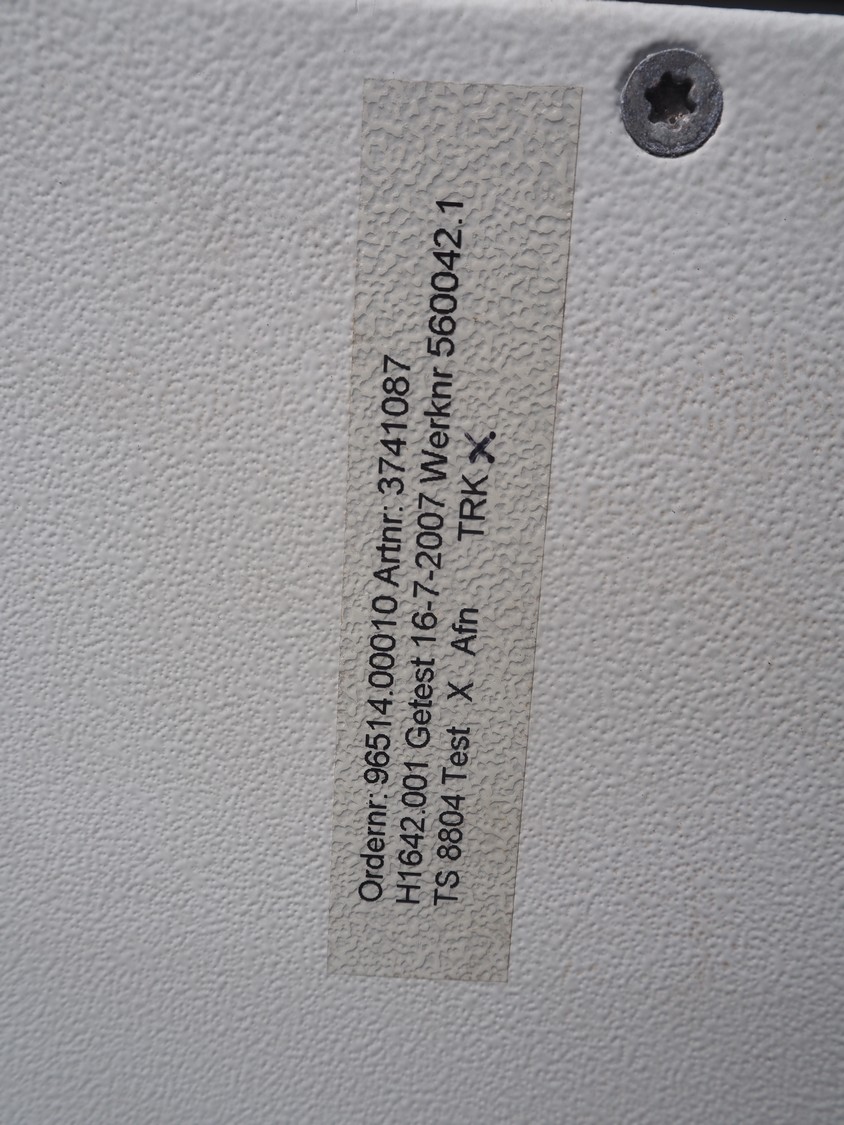 Ordernr: 96514.00010 Artnr: 3741087
H1642.001 Getest 16-7-2007 Werknr 560042.1
TS 8804 Test X Afn TRK X